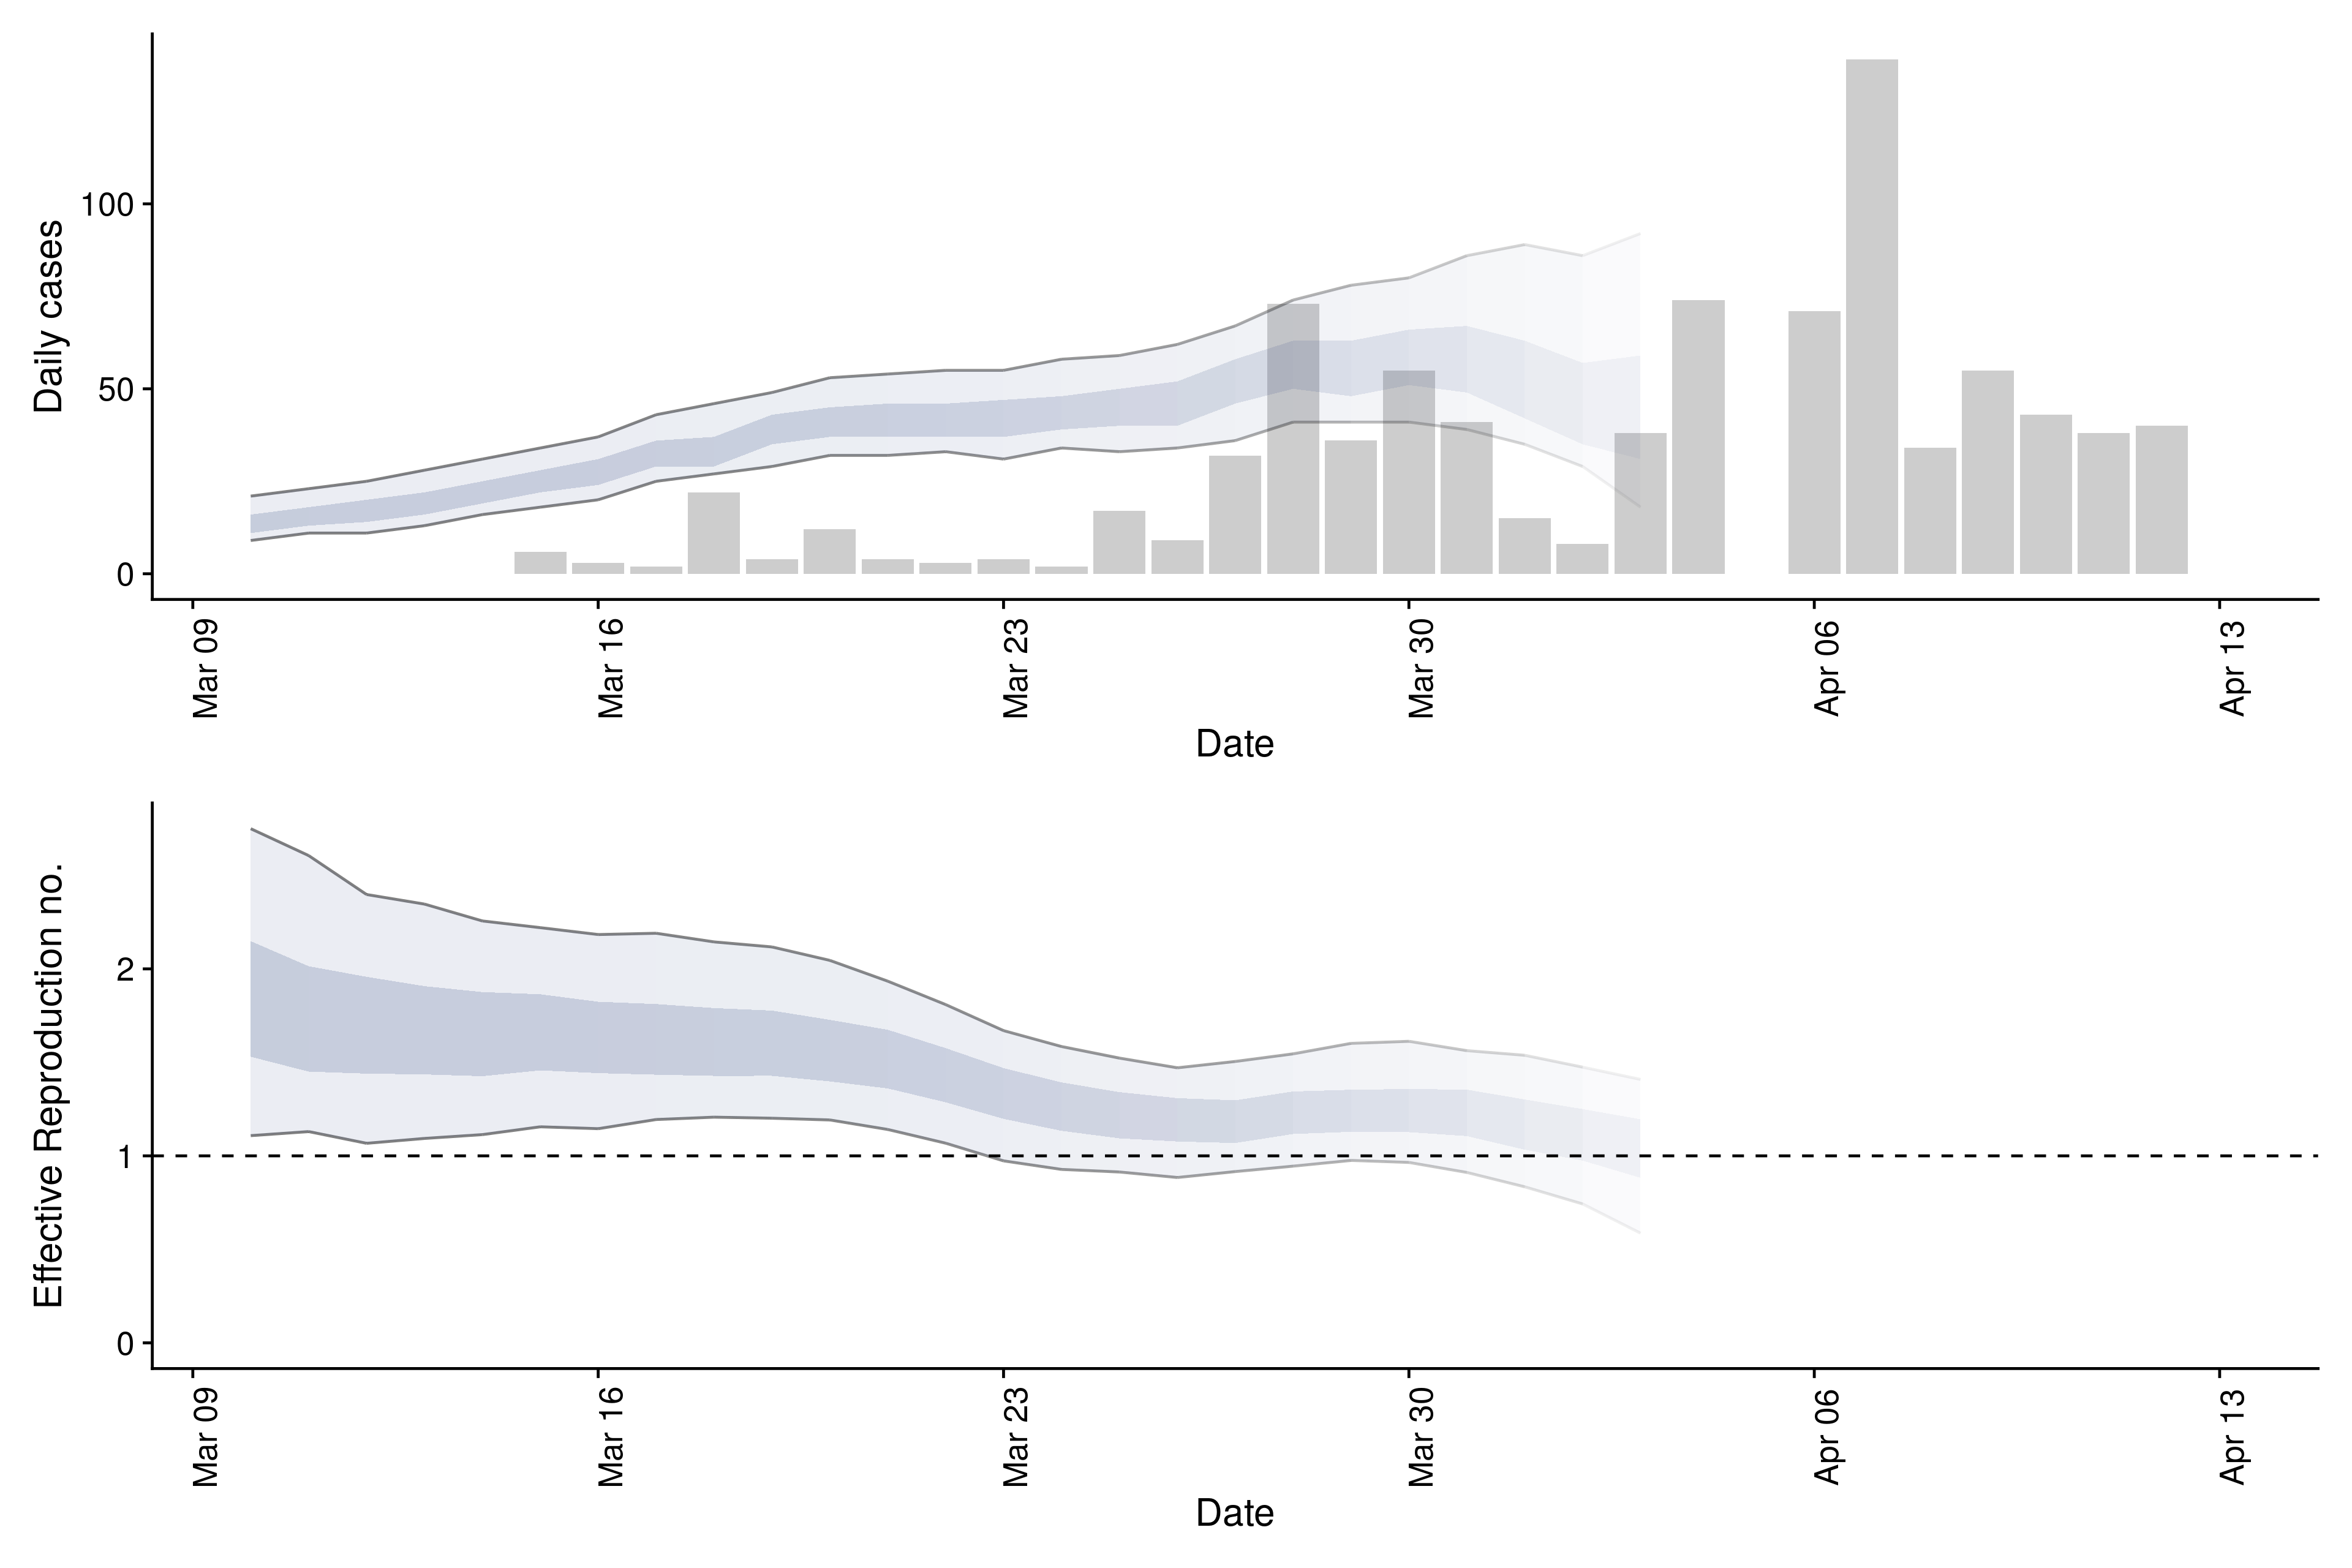 Daily cases
100
50
0
Mar 09
Mar 16
Mar 23
Mar 30
Apr 06
Apr 13
Date
Effective Reproduction no.
2
1
0
Mar 09
Mar 16
Mar 23
Mar 30
Apr 06
Apr 13
Date